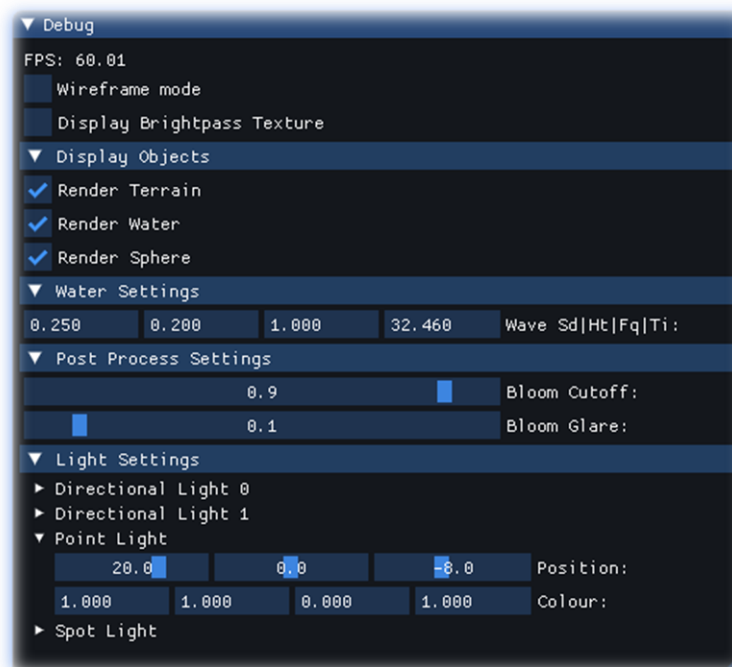 Debug
FPS: 60.01
Wireframe mode
Display Brightpass Texture
Display Objects
Render Terrain
Render Water
Render Sphere
Water Settings
0.250 0.200 1.000 32.460 Wave Sd|Ht|Fq|Ti:
Post Process Settings
0.9 Bloom Cutoff:
0.1 Bloom Glare:
Light Settings
Directional Light 0
Directional Light 1
Point Light
20.0 0.0 -8.0 Position:
1.000 1.000 0.000 1.000 Colour:
Spot Light